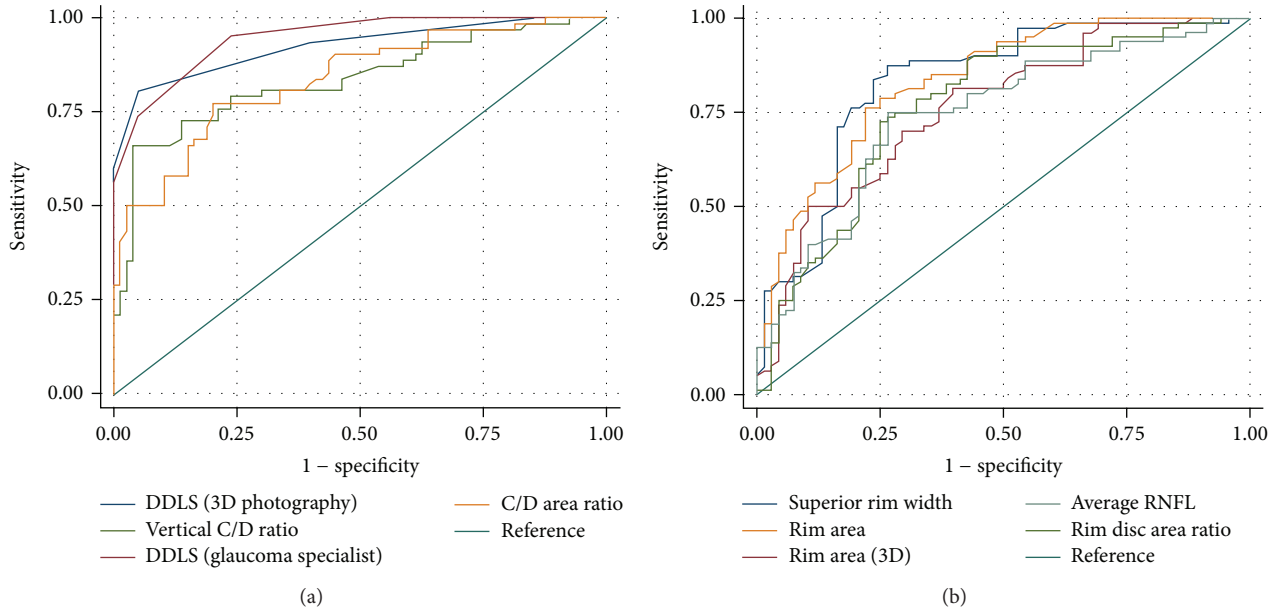 1.00
0.75
0.50
0.25
0.00
Sensitivity
0.00 0.25 0.50 0.75 1.00
1 − specificity
DDLS (3D photography)
Vertical C/D ratio
DDLS (glaucoma specialist)
C/D area ratio
Reference
(a)
1.00
0.75
0.50
0.25
0.00
Sensitivity
0.00 0.25 0.50 0.75 1.00
1 − specificity
Superior rim width
Rim area
Rim area (3D)
Average RNFL
Rim disc area ratio
Reference
(b)